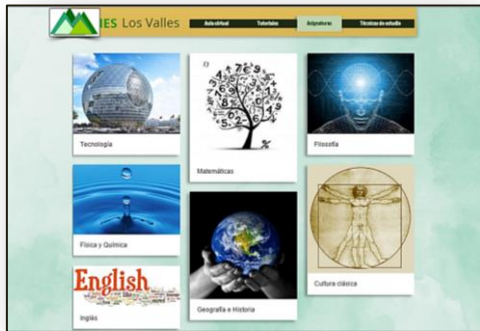 IES Los Valles
Aula virtual
Tutoriales
Asignaturas
Técnicas de estudio
Tecnología
Matemáticas
Filosofía
Física y Química
Geografía e Historia
Cultura clásica
English
Inglés